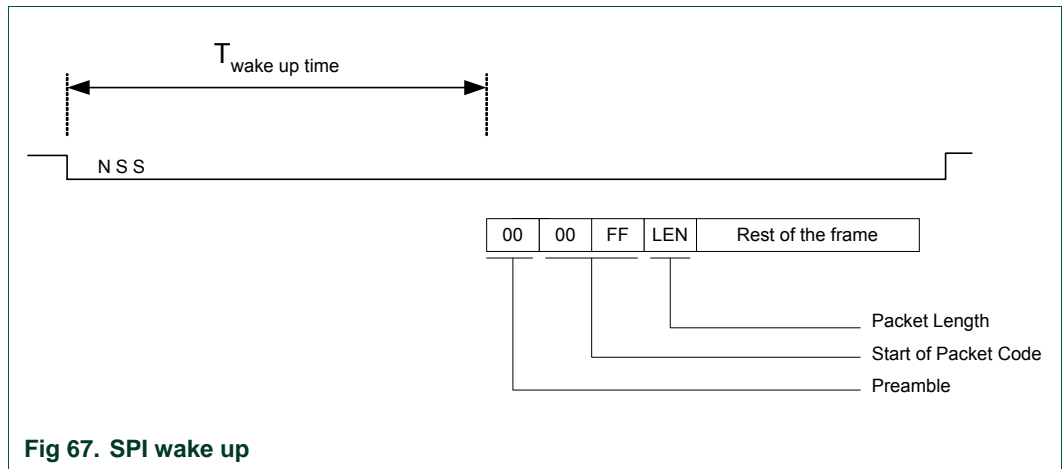 T wake up time
N S S
00 00 FF LEN Rest of the frame
Packet Length
Start of Packet Code
Preamble
Fig 67. SPI wake up